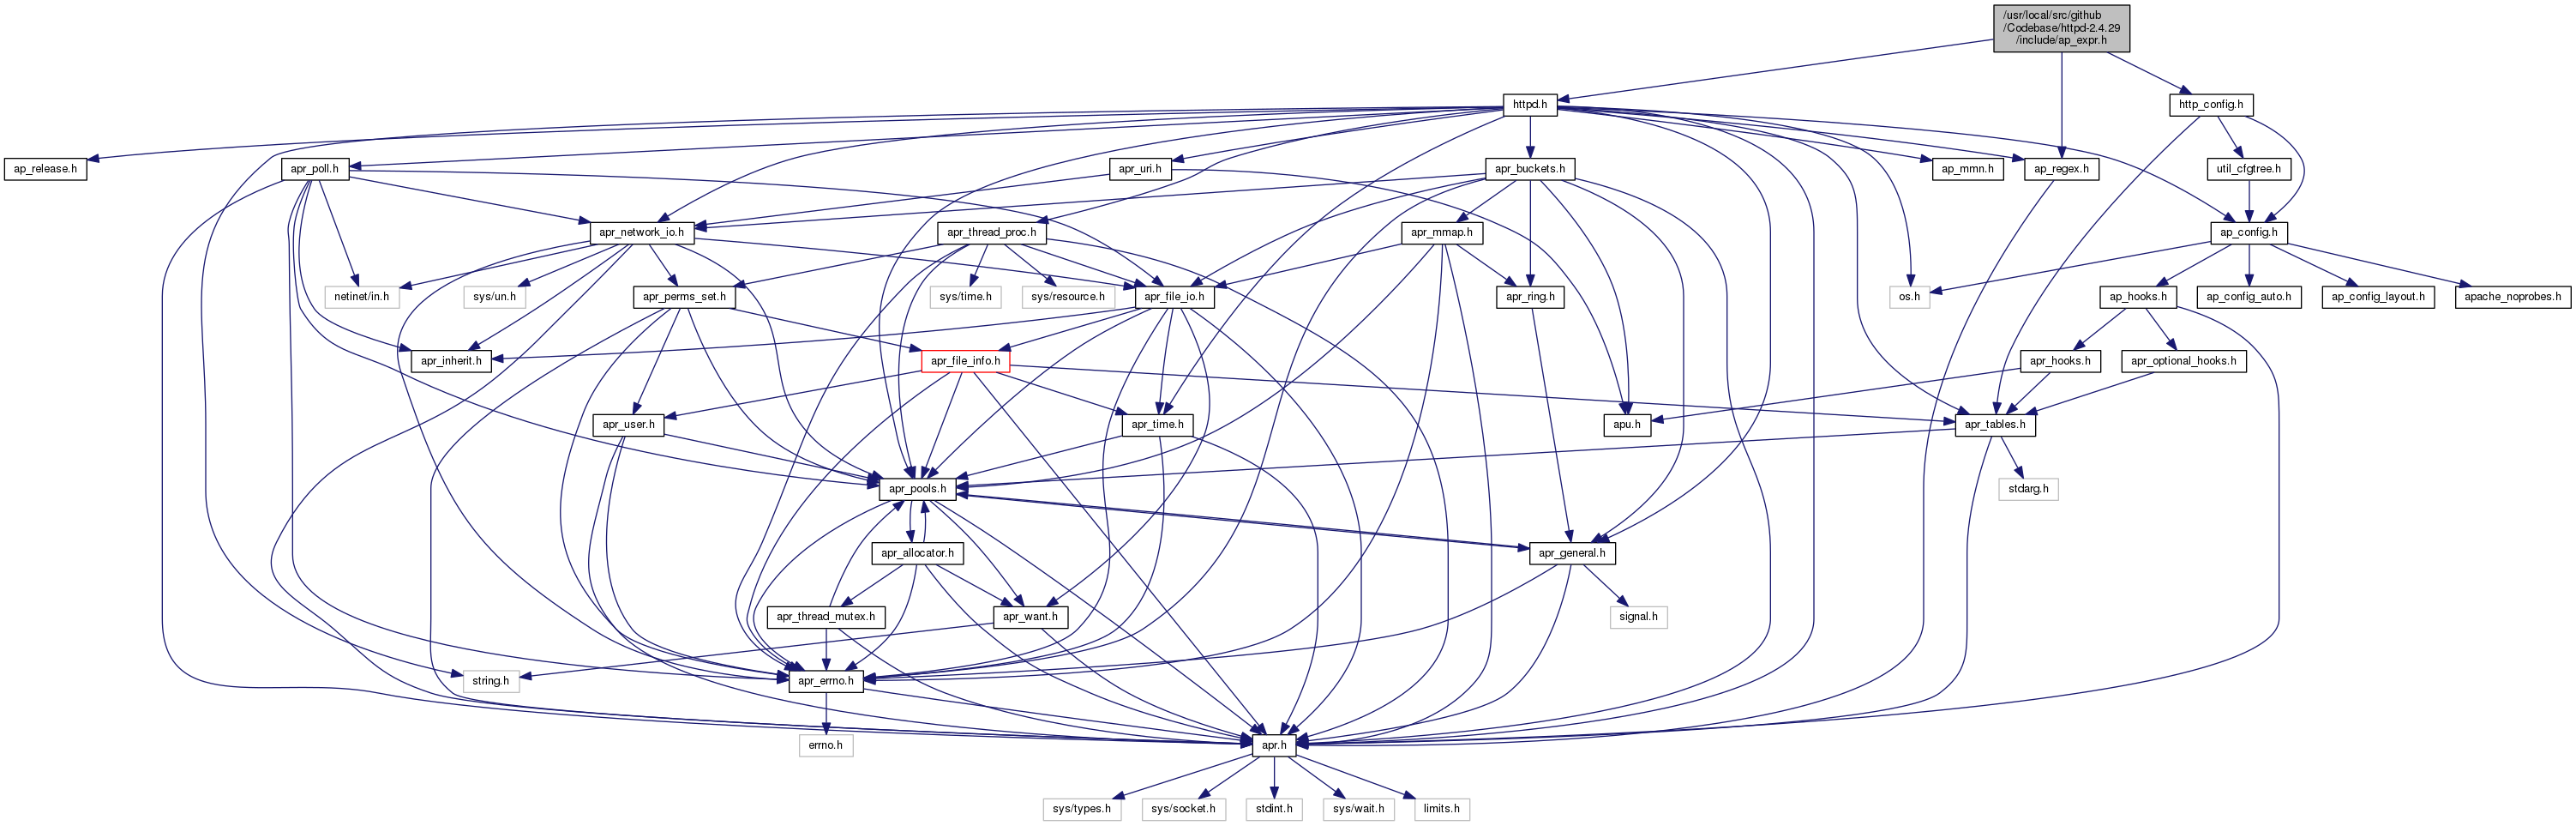 /usr/local/src/github
/Codebase/httpd-2.4.29
/include/ap_expr.h
httpd.h
http_config.h
ap_release.h
apr_poll.h
apr_uri.h
apr_buckets.h
ap_mmn.h
ap_regex.h
util_cfgtree.h
apr_network_io.h
apr_thread_proc.h
apr_mmap.h
ap_config.h
netinet/in.h
sys/un.h
apr_perms_set.h
sys/time.h
sys/resource.h
apr_file_io.h
apr_ring.h
os.h
ap_hooks.h
ap_config_auto.h
ap_config_layout.h
apache_noprobes.h
apr_inherit.h
apr_file_info.h
apr_hooks.h
apr_optional_hooks.h
apr_user.h
apr_time.h
apu.h
apr_tables.h
apr_pools.h
stdarg.h
apr_allocator.h
apr_general.h
apr_thread_mutex.h
apr_want.h
signal.h
string.h
apr_errno.h
errno.h
apr.h
sys/types.h
sys/socket.h
stdint.h
sys/wait.h
limits.h